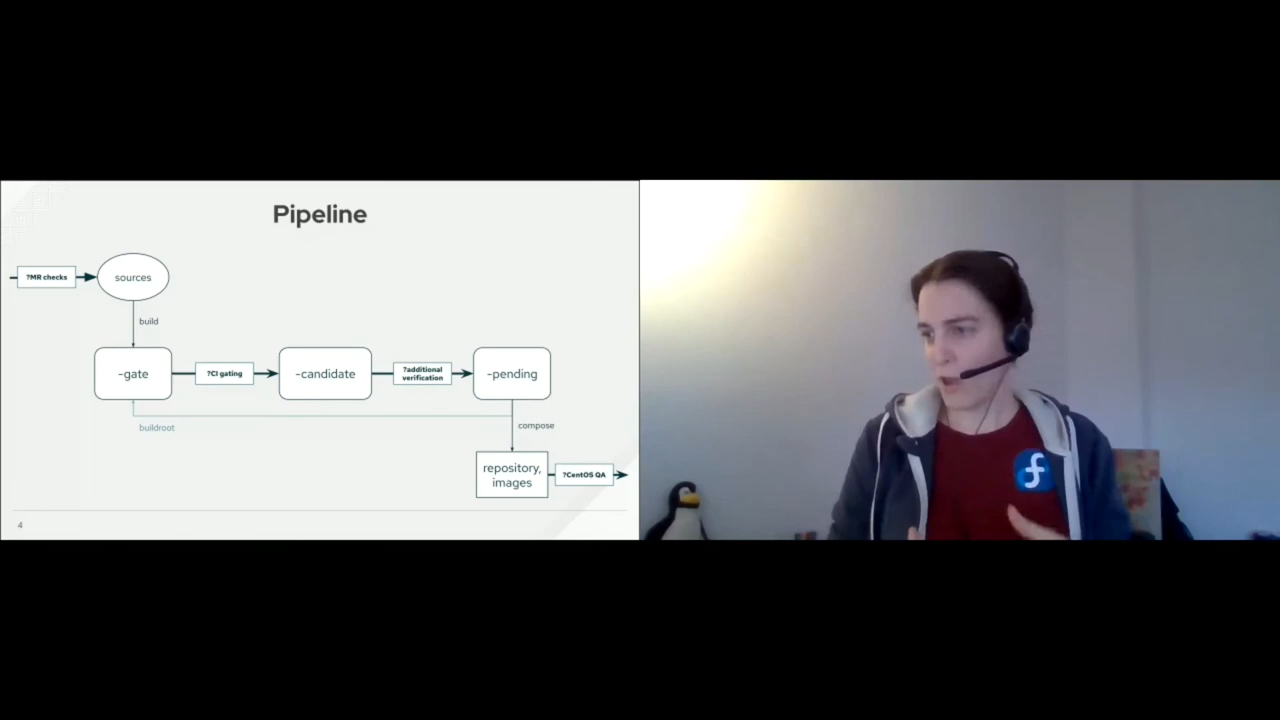 Pipeline
?MR checks
sources
build
-gate
?CI gating
-candidate
?additional
verification
-pending
buildroot
compose
repository,
images
?CentOS QA
4